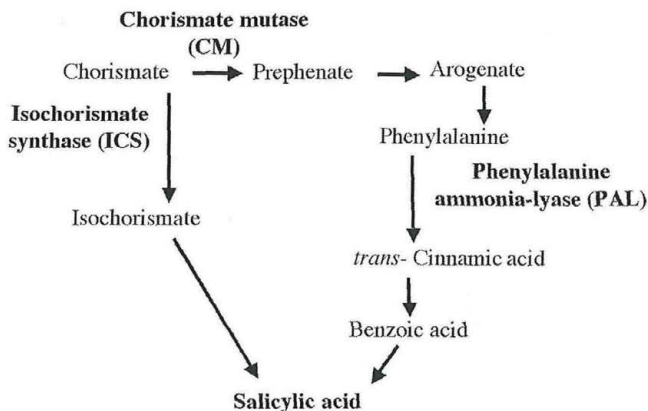 Chorismate mutase
(CM)
Chorismate
Prephenate
Arogenate
Isochorismate
synthase (ICS)
Phenylalanine
Phenylalanine
ammonia-lyase (PAL)
Isochorismate
trans- Cinnamic acid
Benzoic acid
Salicylic acid